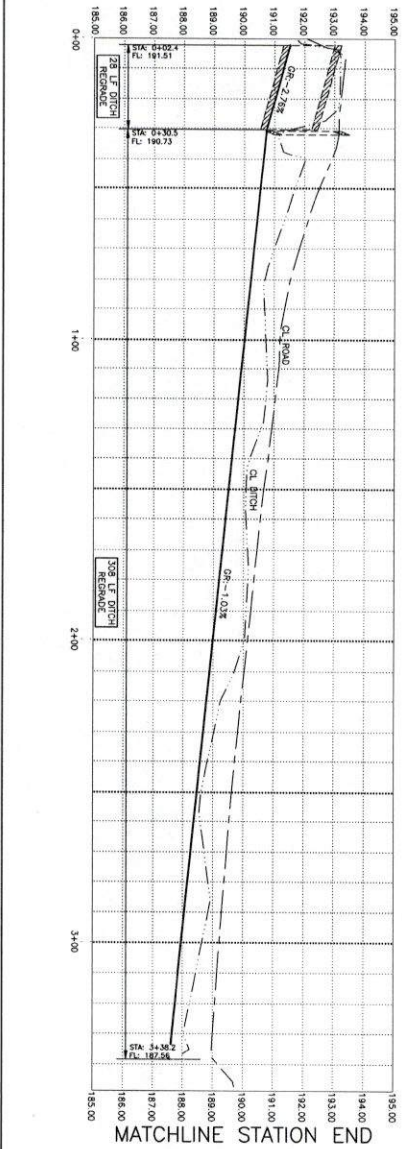 185.00
186.00
187.00
188.00
189.00
190.00
191.00
192.00
193.00
194.00
195.00
0+00
STA: 0+02.4
FL: 191.51
28 LF DITCH
REGRADE
GR:-2.76%
STA: 0+30.5
FL: 190.73
1+00
CL ROAD
CL DITCH
GR:-1.03%
308 LF DITCH
REGRADE
2+00
3+00
STA: 3+38.2
FL: 187.56
185.00
186.00
187.00
188.00
189.00
190.00
191.00
192.00
193.00
194.00
195.00
MATCHLINE STATION END